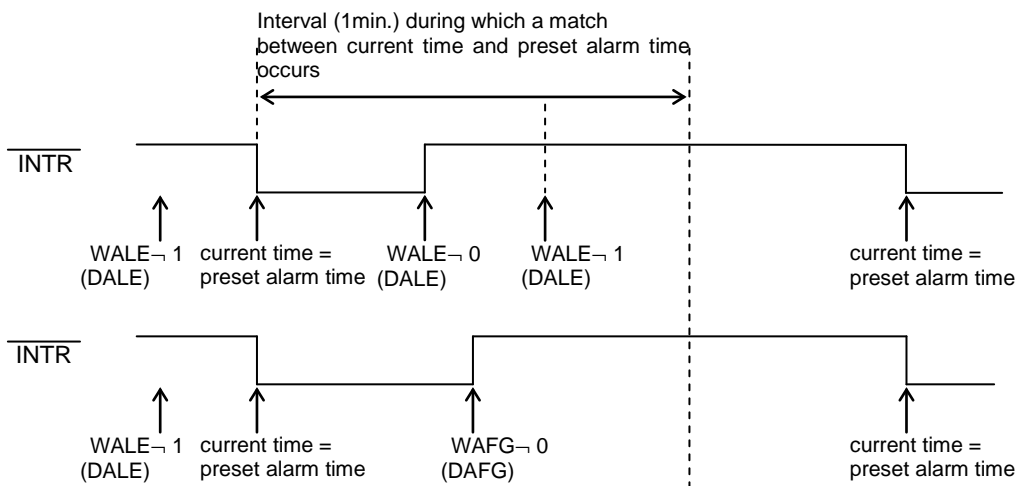 Interval (1min.) during which a match
between current time and preset alarm time
occurs
INTR
WALE¬ 1
(DALE)
current time =
preset alarm time
WALE¬ 0
(DALE)
WALE¬ 1
(DALE)
current time =
preset alarm time
INTR
WALE¬ 1
(DALE)
current time =
preset alarm time
WAFG¬ 0
(DAFG)
current time =
preset alarm time